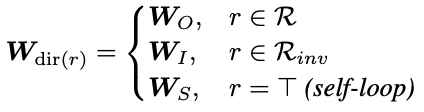 W_O, r ∈ R
W_dir(r) = { W_I, r ∈ R_inv
W_S, r = ⊤ (self-loop)